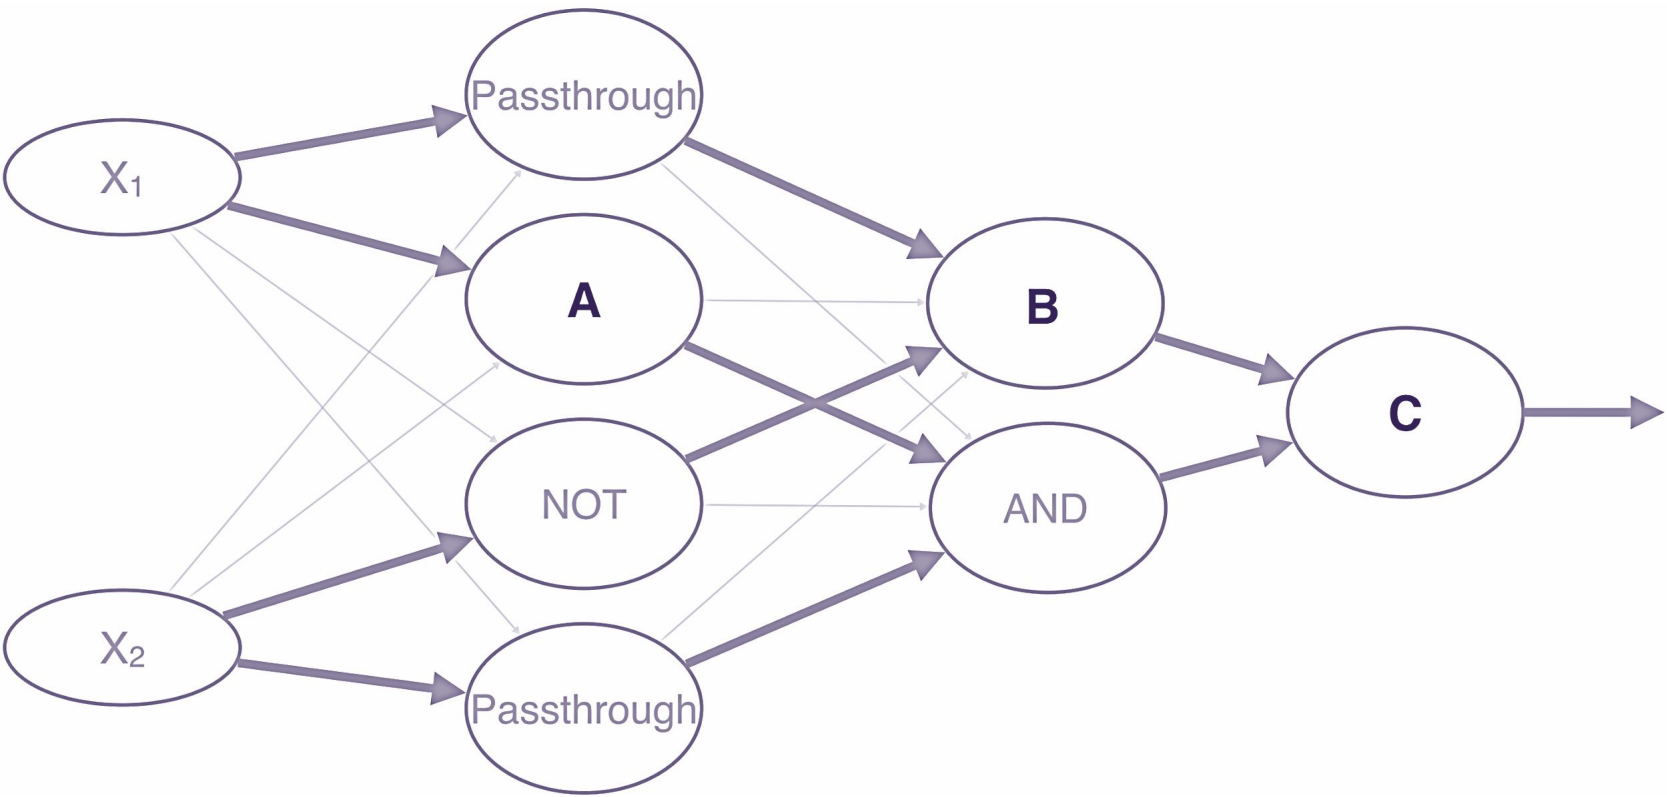 X₁
X₂
Passthrough
A
NOT
Passthrough
B
AND
C